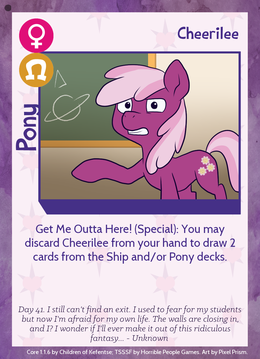 Cheerilee
Pony
Get Me Outta Here! (Special): You may
discard Cheerilee from your hand to draw 2
cards from the Ship and/or Pony decks.
Day 41. I still can't find an exit. I used to fear for my students
but now I'm afraid for my own life. The walls are closing in,
and I? I wonder if I'll ever make it out of this ridiculous
fantasy... - Unknown
Core 1.1.6 by Children of Kefentse; TSSSF by Horrible People Games. Art by Pixel Prism.